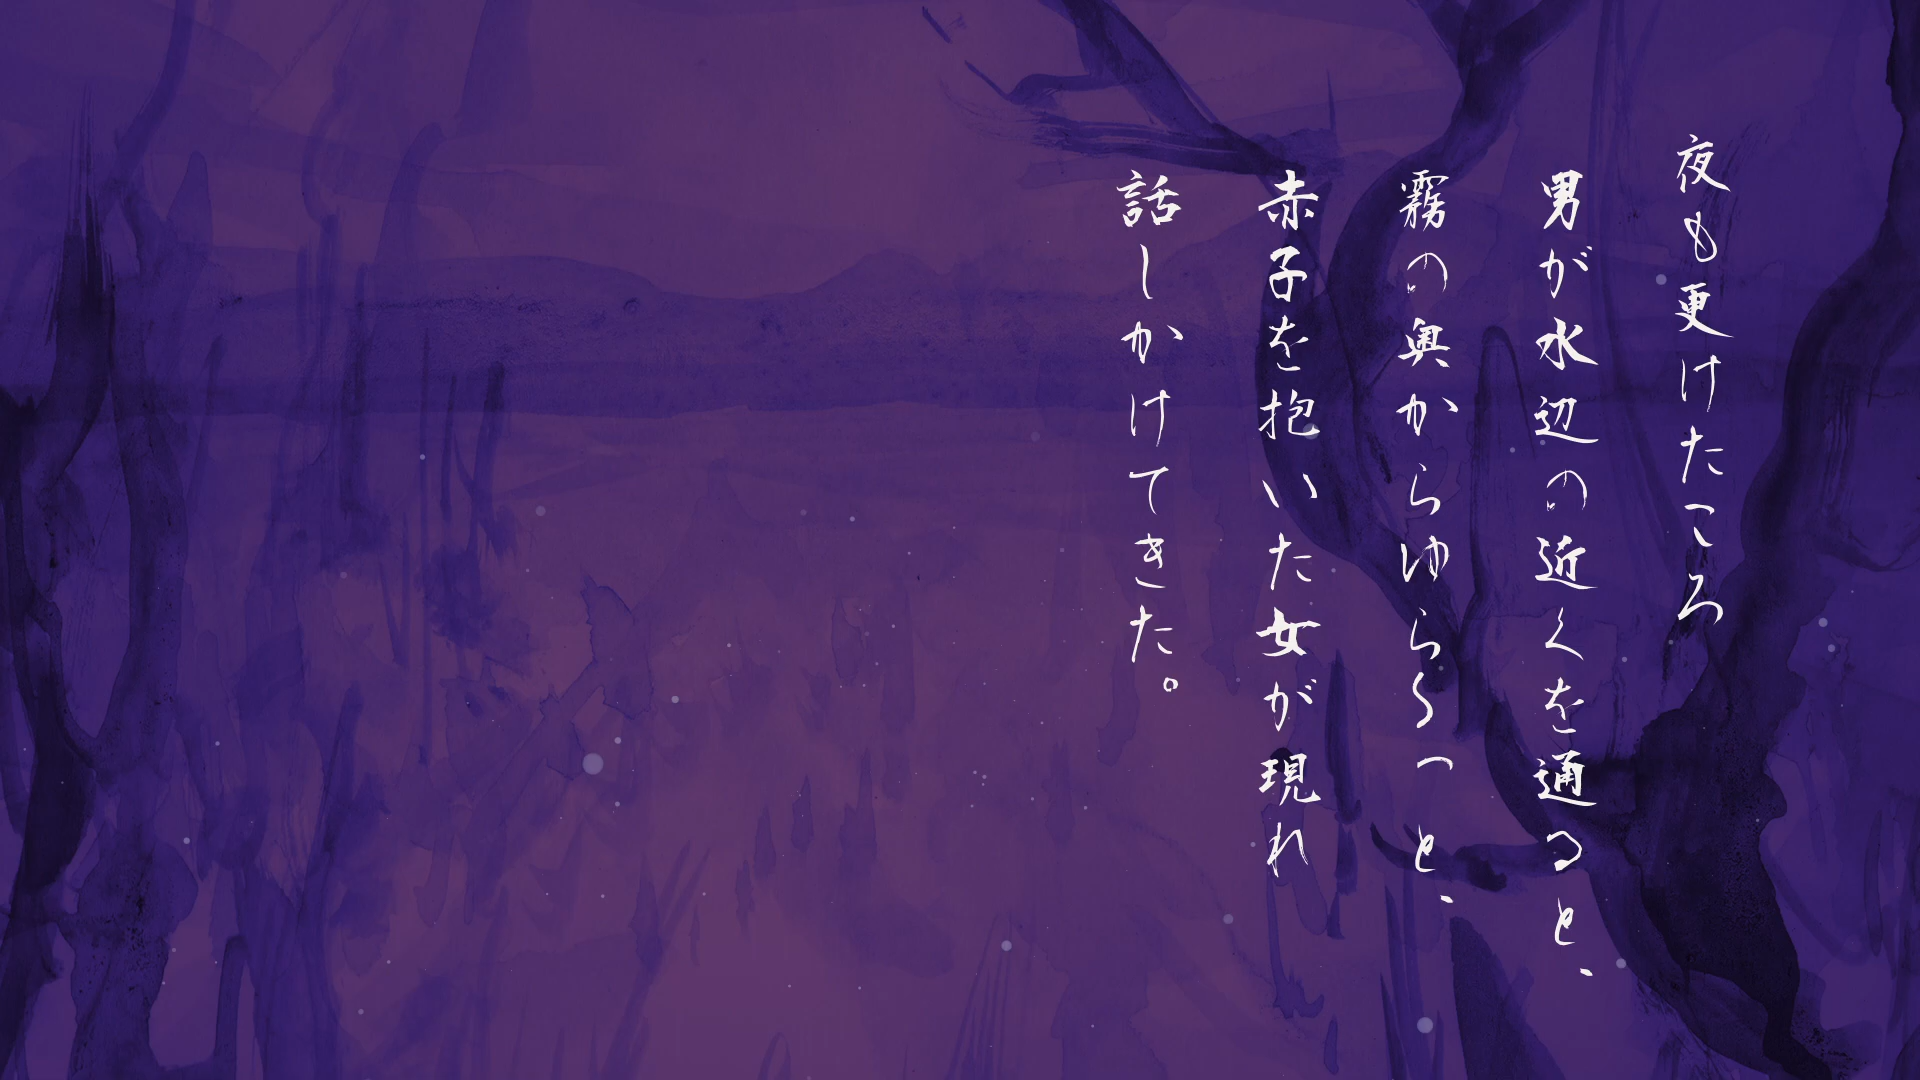 夜も更けたころ
男が水辺の近くを通ると、
霧の奥からゆら〱っと、
赤子を抱いた女が現れ
話しかけてきた。